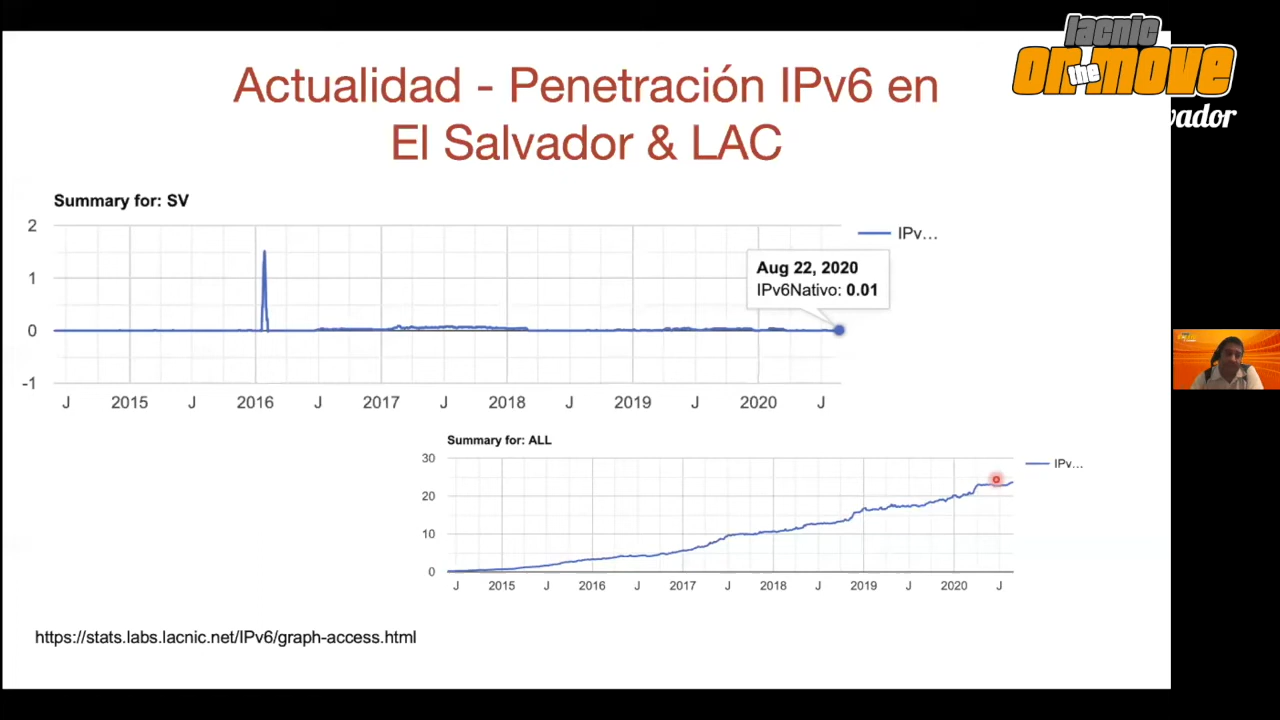 lacnic
on the move
vador
Actualidad - Penetración IPv6 en
El Salvador & LAC
Summary for: SV
2
1
0
-1
IPv…
Aug 22, 2020
IPv6Nativo: 0.01
J 2015 J 2016 J 2017 J 2018 J 2019 J 2020 J
Summary for: ALL
30
20
10
0
IPv…
J 2015 J 2016 J 2017 J 2018 J 2019 J 2020 J
https://stats.labs.lacnic.net/IPv6/graph-access.html